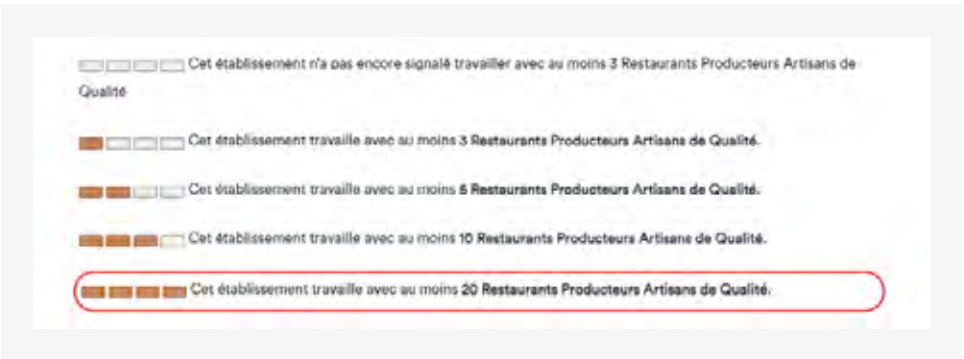 Cet établissement n'a pas encore signalé travailler avec au moins 3 Restaurants Producteurs Artisans de
Qualité
Cet établissement travaille avec au moins 3 Restaurants Producteurs Artisans de Qualité.
Cet établissement travaille avec au moins 5 Restaurants Producteurs Artisans de Qualité.
Cet établissement travaille avec au moins 10 Restaurants Producteurs Artisans de Qualité.
Cet établissement travaille avec au moins 20 Restaurants Producteurs Artisans de Qualité.